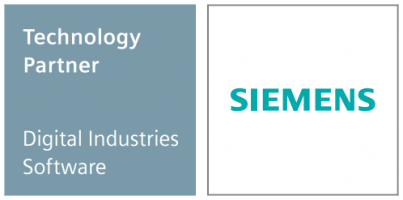 Technology
Partner
Digital Industries
Software
SIEMENS